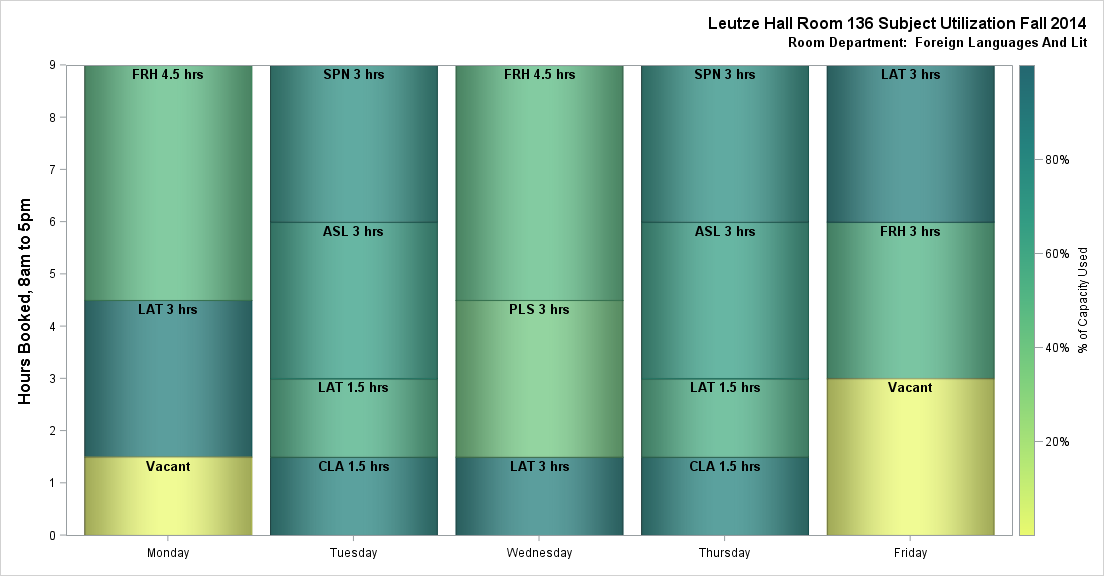 Leutze Hall Room 136 Subject Utilization Fall 2014
Room Department: Foreign Languages And Lit
Hours Booked, 8am to 5pm
9
8
7
6
5
4
3
2
1
0
FRH 4.5 hrs
LAT 3 hrs
Vacant
SPN 3 hrs
ASL 3 hrs
LAT 1.5 hrs
CLA 1.5 hrs
FRH 4.5 hrs
PLS 3 hrs
LAT 3 hrs
SPN 3 hrs
ASL 3 hrs
LAT 1.5 hrs
CLA 1.5 hrs
LAT 3 hrs
FRH 3 hrs
Vacant
Monday
Tuesday
Wednesday
Thursday
Friday
80%
60%
40%
20%
% of Capacity Used